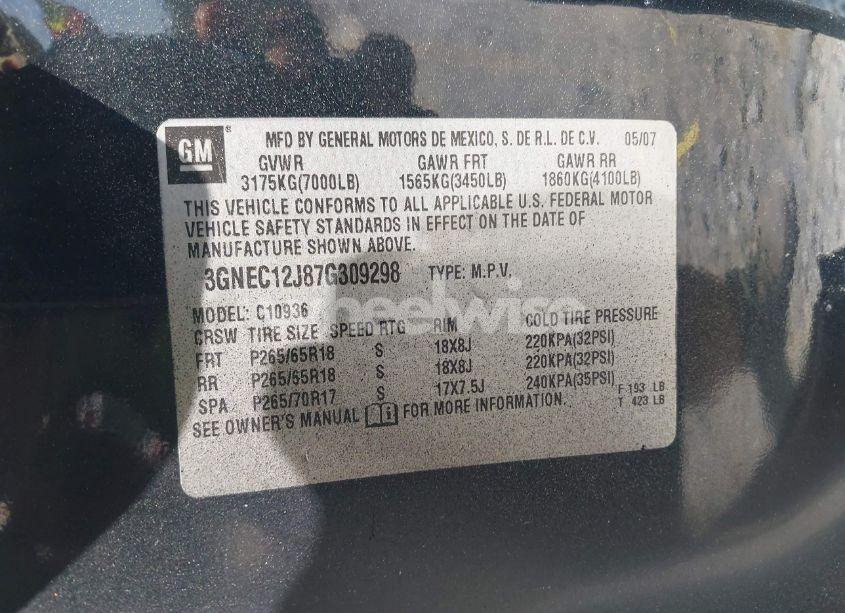 GM ® MFD BY GENERAL MOTORS DE MEXICO, S. DE R.L. DE C.V. 05/07
GVWR GAWR FRT GAWR RR
3175KG(7000LB) 1565KG(3450LB) 1860KG(4100LB)
THIS VEHICLE CONFORMS TO ALL APPLICABLE U.S. FEDERAL MOTOR
VEHICLE SAFETY STANDARDS IN EFFECT ON THE DATE OF
MANUFACTURE SHOWN ABOVE.
3GNEC12J87G309298 TYPE: M.P.V.
MODEL: C10936
wheelwise
CRSW TIRE SIZE SPEED RTG RIM COLD TIRE PRESSURE
FRT P265/65R18 S 18X8J 220KPA(32PSI)
RR P265/65R18 S 18X8J 220KPA(32PSI)
SPA P265/70R17 S 17X7.5J 240KPA(35PSI) F 193 LB
SEE OWNER'S MANUAL FOR MORE INFORMATION. T 423 LB